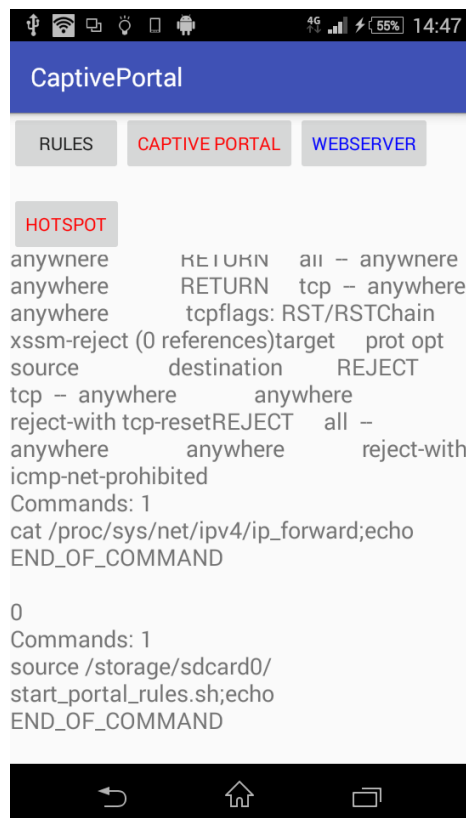 4G 55% 14:47
CaptivePortal
RULES CAPTIVE PORTAL WEBSERVER
HOTSPOT
anywhere RETURN all -- anywhere
anywhere RETURN tcp -- anywhere
anywhere tcpflags: RST/RSTChain
xssm-reject (0 references)target prot opt
source destination REJECT
tcp -- anywhere anywhere
reject-with tcp-resetREJECT all --
anywhere anywhere reject-with
icmp-net-prohibited
Commands: 1
cat /proc/sys/net/ipv4/ip_forward;echo
END_OF_COMMAND
0
Commands: 1
source /storage/sdcard0/
start_portal_rules.sh;echo
END_OF_COMMAND